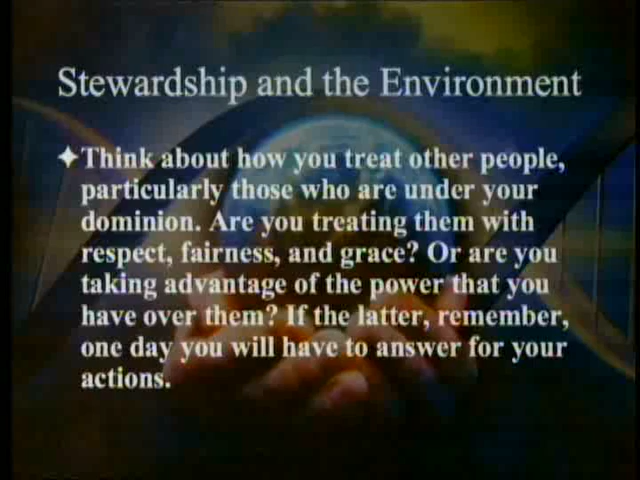 Stewardship and the Environment
✦Think about how you treat other people,
particularly those who are under your
dominion. Are you treating them with
respect, fairness, and grace? Or are you
taking advantage of the power that you
have over them? If the latter, remember,
one day you will have to answer for your
actions.